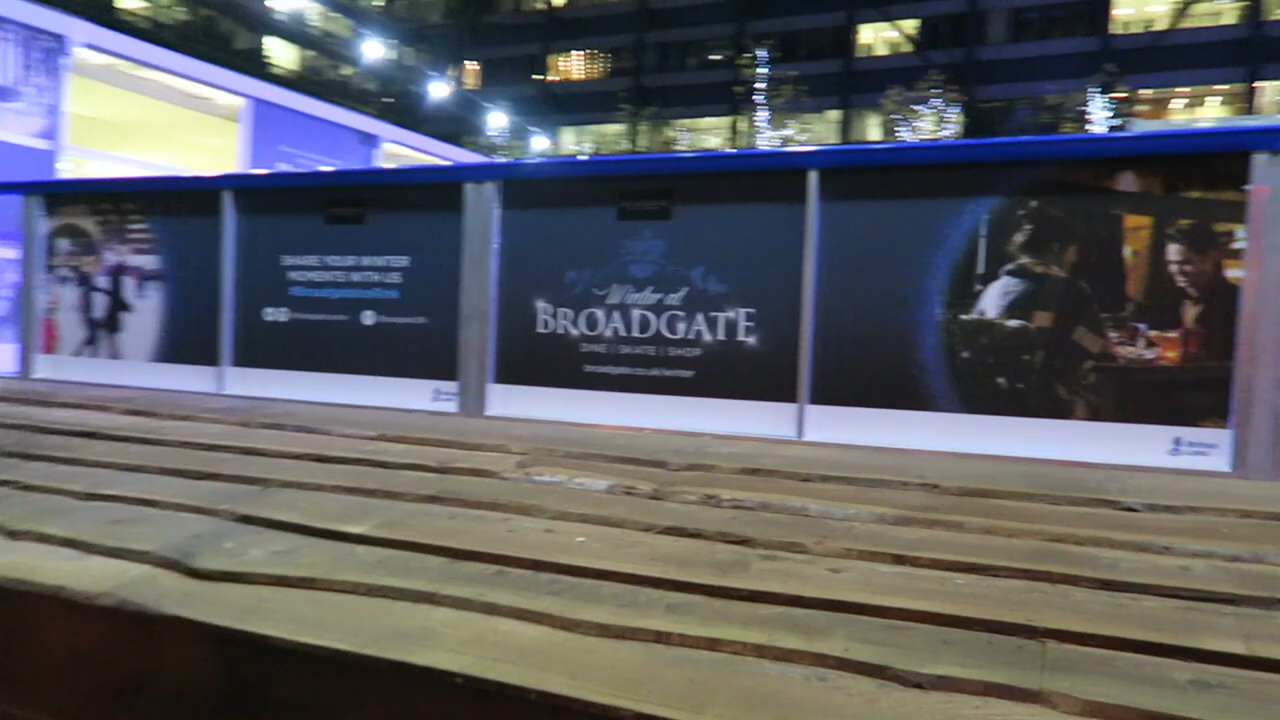 SHARE YOUR WINTER
MOMENTS WITH US
Winter at
BROADGATE
DINE | SKATE | SHOP
broadgate.co.uk/winter